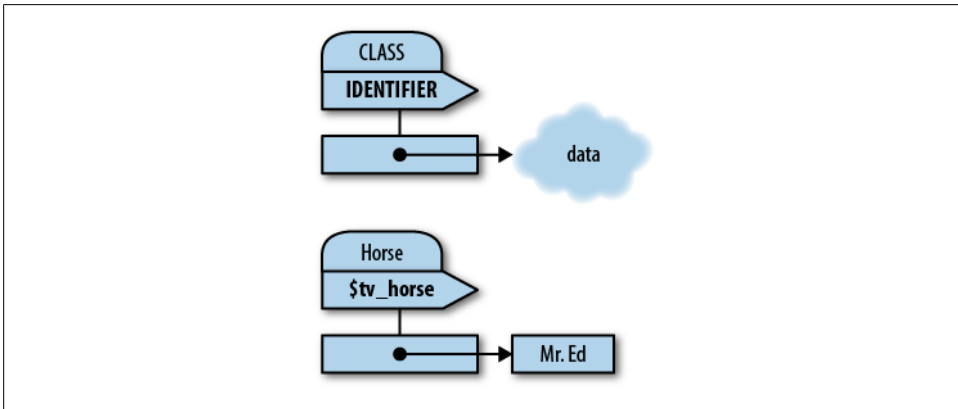 CLASS
IDENTIFIER
data
Horse
$tv_horse
Mr. Ed